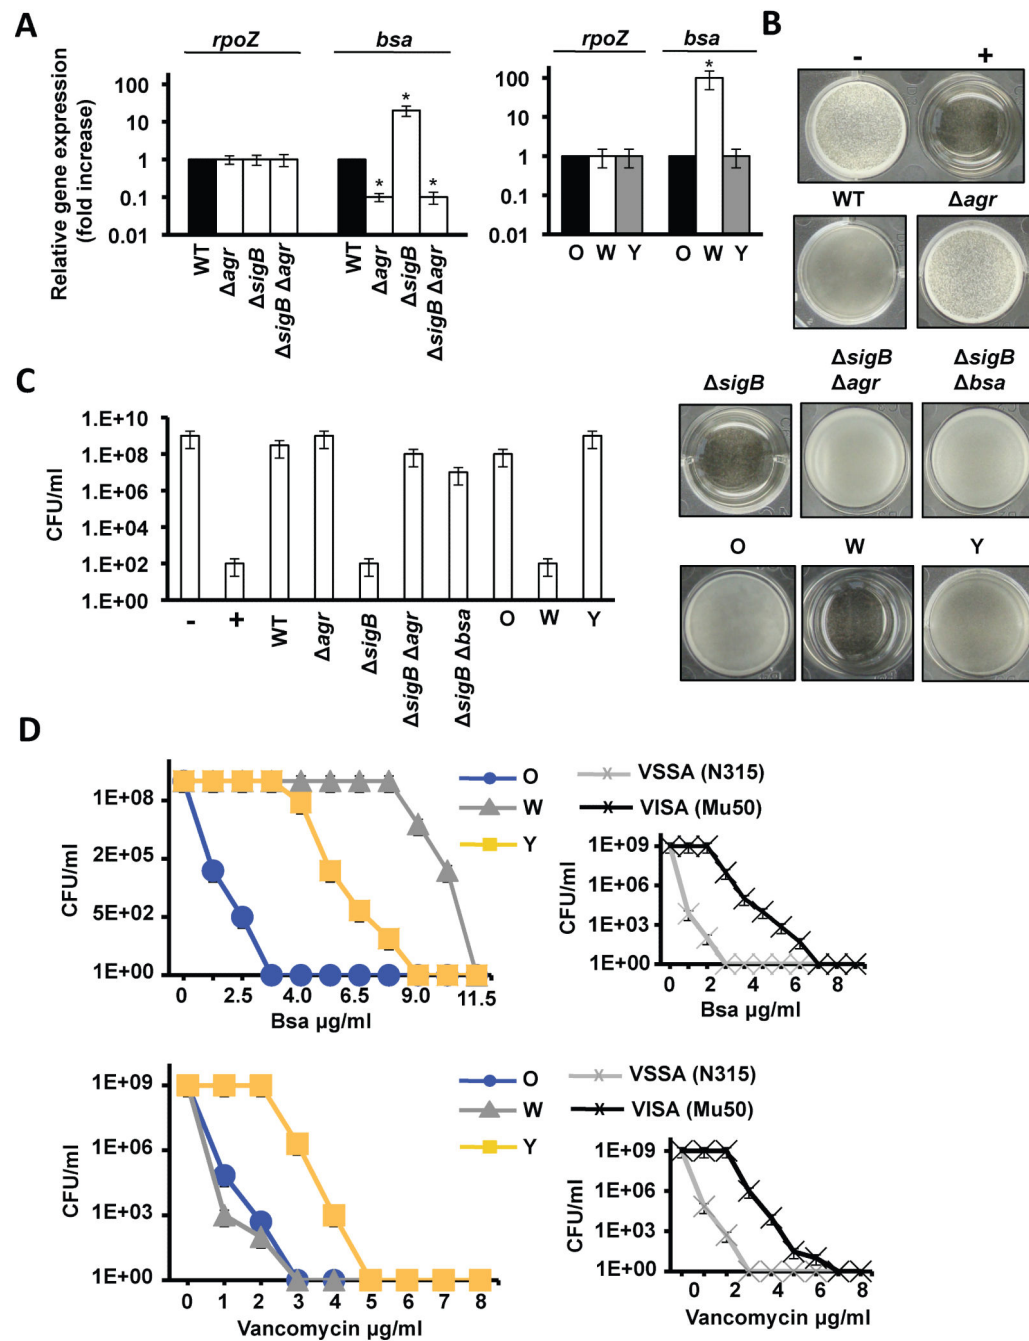 A
rpoZ
bsa
Relative gene expression
(fold increase)
100
10
1
0.1
0.01
WT
Δagr
ΔsigB
ΔsigB Δagr
WT
Δagr
ΔsigB
ΔsigB Δagr
*
*
*
rpoZ
bsa
100
10
1
0.1
0.01
*
O W Y O W Y
B
- +
WT Δagr
ΔsigB
ΔsigB
Δagr
ΔsigB
Δbsa
O W Y
C
CFU/ml
1.E+10
1.E+08
1.E+06
1.E+04
1.E+02
1.E+00
-
+
WT
Δagr
ΔsigB
ΔsigB Δagr
ΔsigB Δbsa
O
W
Y
D
CFU/ml
1E+08
2E+05
5E+02
1E+00
0 2.5 4.0 6.5 9.0 11.5
Bsa µg/ml
O
W
Y
VSSA (N315)
VISA (Mu50)
CFU/ml
1E+09
1E+06
1E+03
1E+00
0 2 4 6 8
Bsa µg/ml
CFU/ml
1E+09
1E+06
1E+03
1E+00
0 1 2 3 4 5 6 7 8
Vancomycin µg/ml
O
W
Y
VSSA (N315)
VISA (Mu50)
CFU/ml
1E+09
1E+06
1E+03
1E+00
0 2 4 6 8
Vancomycin µg/ml